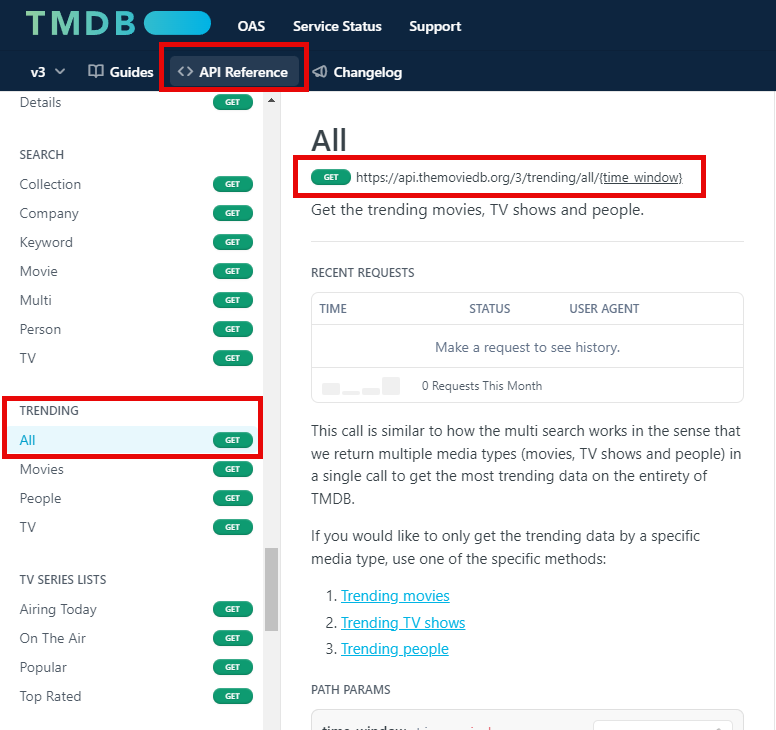 TMDB
OAS Service Status Support
v3 Guides <> API Reference Changelog
Details GET
SEARCH
Collection GET
Company GET
Keyword GET
Movie GET
Multi GET
Person GET
TV GET
TRENDING
All GET
Movies GET
People GET
TV GET
TV SERIES LISTS
Airing Today GET
On The Air GET
Popular GET
Top Rated GET
All
GET https://api.themoviedb.org/3/trending/all/{time_window}
Get the trending movies, TV shows and people.
RECENT REQUESTS
TIME STATUS USER AGENT
Make a request to see history.
0 Requests This Month
This call is similar to how the multi search works in the sense that
we return multiple media types (movies, TV shows and people) in
a single call to get the most trending data on the entirety of
TMDB.
If you would like to only get the trending data by a specific
media type, use one of the specific methods:
1. Trending movies
2. Trending TV shows
3. Trending people
PATH PARAMS